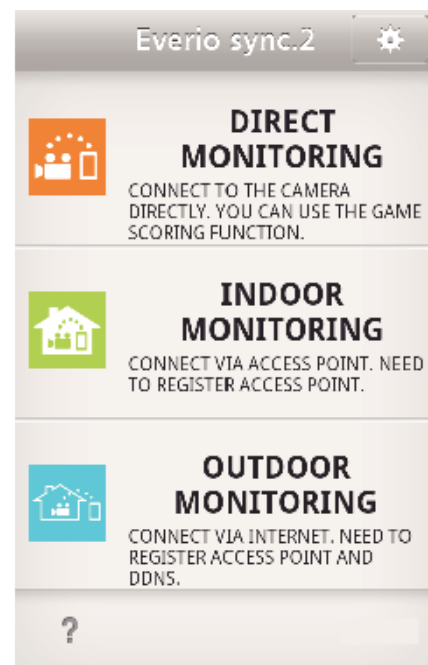 Everio sync.2
DIRECT
MONITORING
CONNECT TO THE CAMERA
DIRECTLY. YOU CAN USE THE GAME
SCORING FUNCTION.
INDOOR
MONITORING
CONNECT VIA ACCESS POINT. NEED
TO REGISTER ACCESS POINT.
OUTDOOR
MONITORING
CONNECT VIA INTERNET. NEED TO
REGISTER ACCESS POINT AND
DDNS.
?